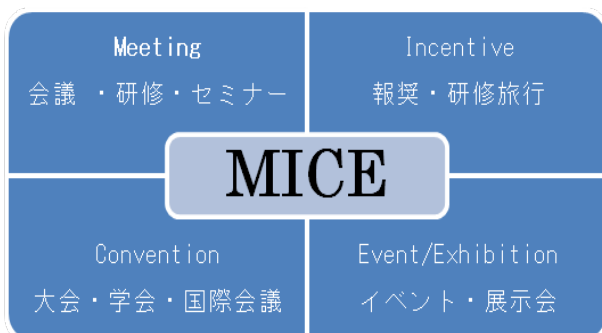 Meeting
会議 ・研修・セミナー
Incentive
報奨・研修旅行
MICE
Convention
大会・学会・国際会議
Event/Exhibition
イベント・展示会